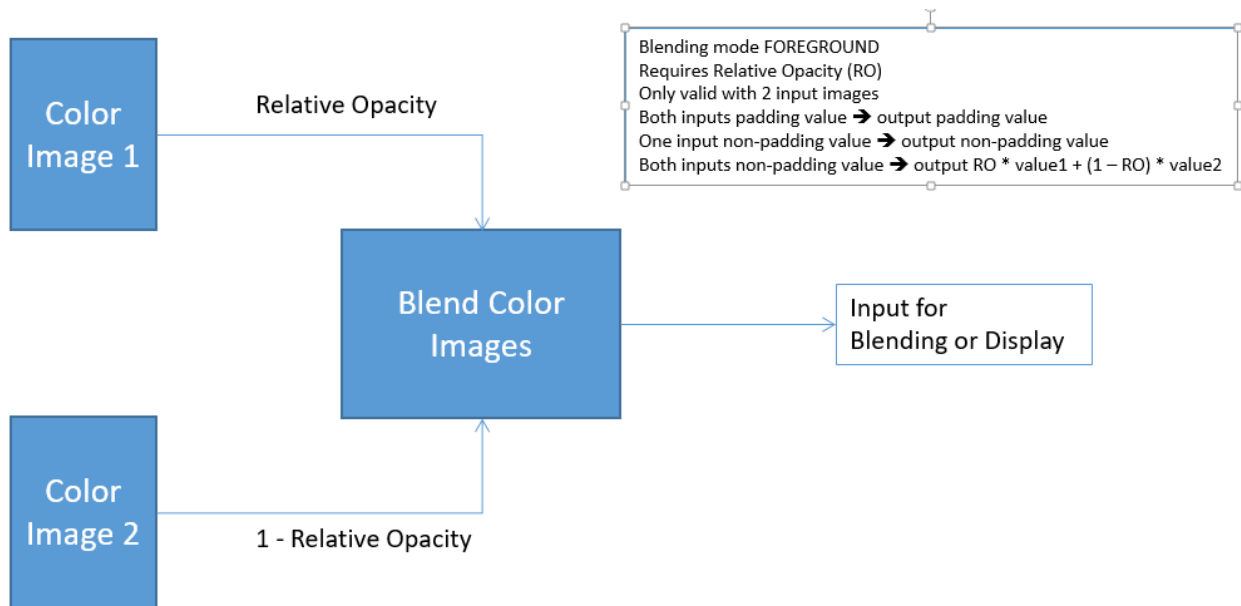 Color
Image 1
Relative Opacity
Blending mode FOREGROUND
Requires Relative Opacity (RO)
Only valid with 2 input images
Both inputs padding value ➔ output padding value
One input non-padding value ➔ output non-padding value
Both inputs non-padding value ➔ output RO * value1 + (1 – RO) * value2
Blend Color
Images
Input for
Blending or Display
Color
Image 2
1 - Relative Opacity